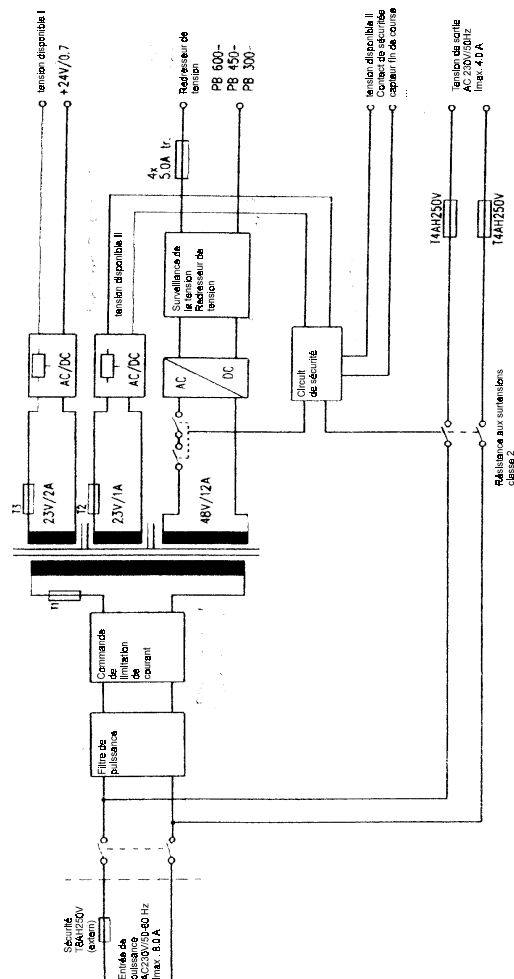 Sécurité
T8AH250V
(extern)
Entrée de
puissance
AC230V/50-60 Hz
Imax . 8.0 A
Filtre de
puissance
Commande
de
limitation
de
courant
T1
T3
23V/2A
T2
23V/1A
48V/12A
AC/DC
AC/DC
AC
DC
tension disponible I
+24V/0.7
tension disponible II
Surveillance de
la tension
Redresseur de
tension
4x
5.0A tr.
Redresseur de
tension
PB 600-
PB 450-
PB 300-
Circuit
de sécurité
tension disponible II
Contact de sécuritée
capteur fin de course
...
T4AH250V
T4AH250V
Tension de sortie
AC 230V/50Hz
Imax. 4.0 A
Résistance aux surtensions
classe 2